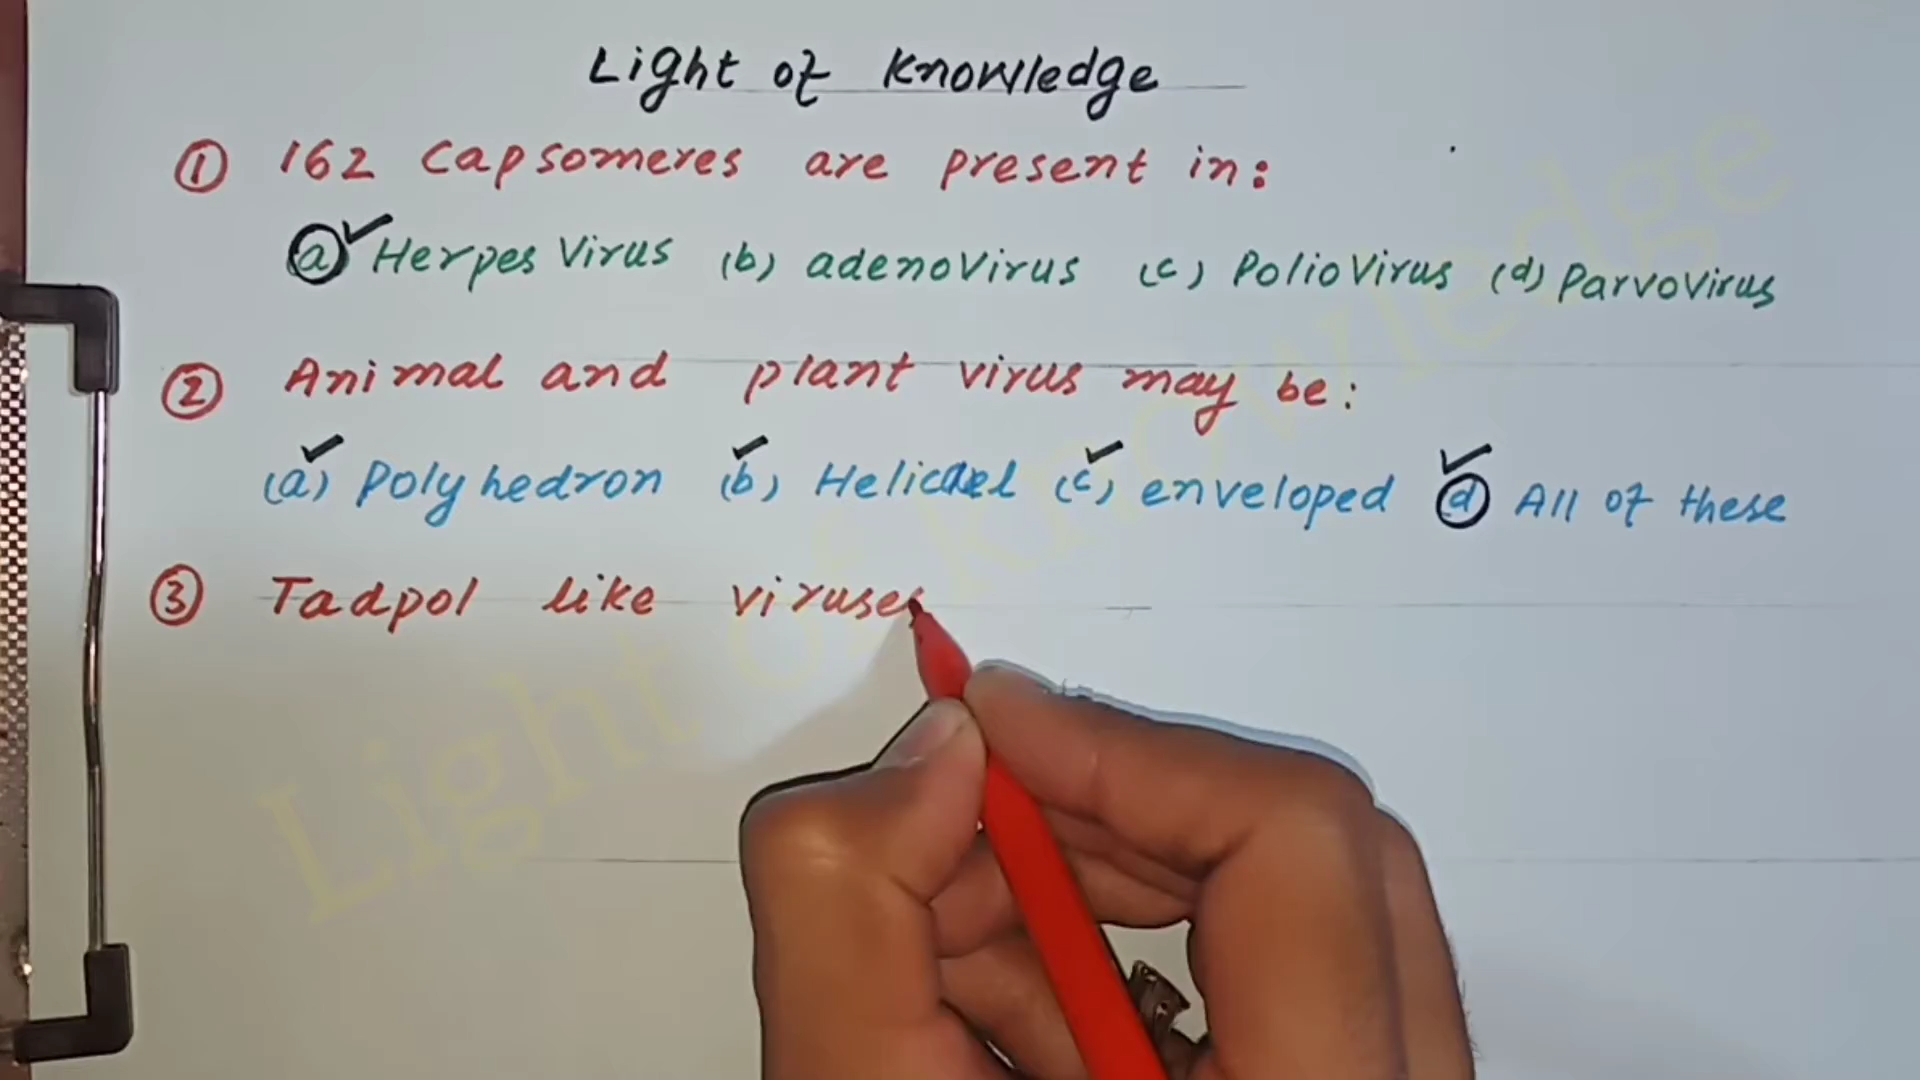 Light of Knowledge
① 162 Capsomeres are present in:
(a) Herpes Virus (b) adenoVirus (c) PolioVirus (d) ParvoVirus
② Animal and plant virus may be:
(a) Polyhedron (b) Helical (c) enveloped (d) All of these
③ Tadpol like viruses
Light of Knowledge